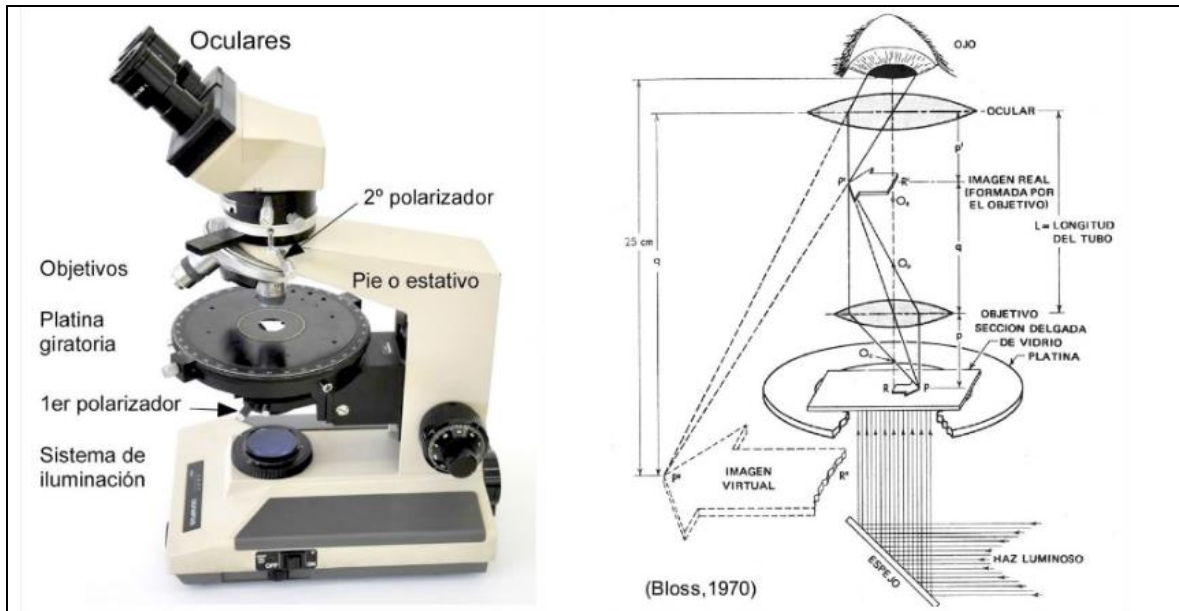 Oculares
2º polarizador
Objetivos
Pie o estativo
Platina
giratoria
1er polarizador
Sistema de
iluminación
OFF
OJO
OCULAR
p'
P'
R'
IMAGEN REAL
(FORMADA POR
EL OBJETIVO)
L = LONGITUD
DEL TUBO
25 cm
q
q
p
OBJETIVO
SECCION DELGADA
DE VIDRIO
PLATINA
R
P
P"
IMAGEN
VIRTUAL
R"
HAZ LUMINOSO
ESPEJO
(Bloss,1970)